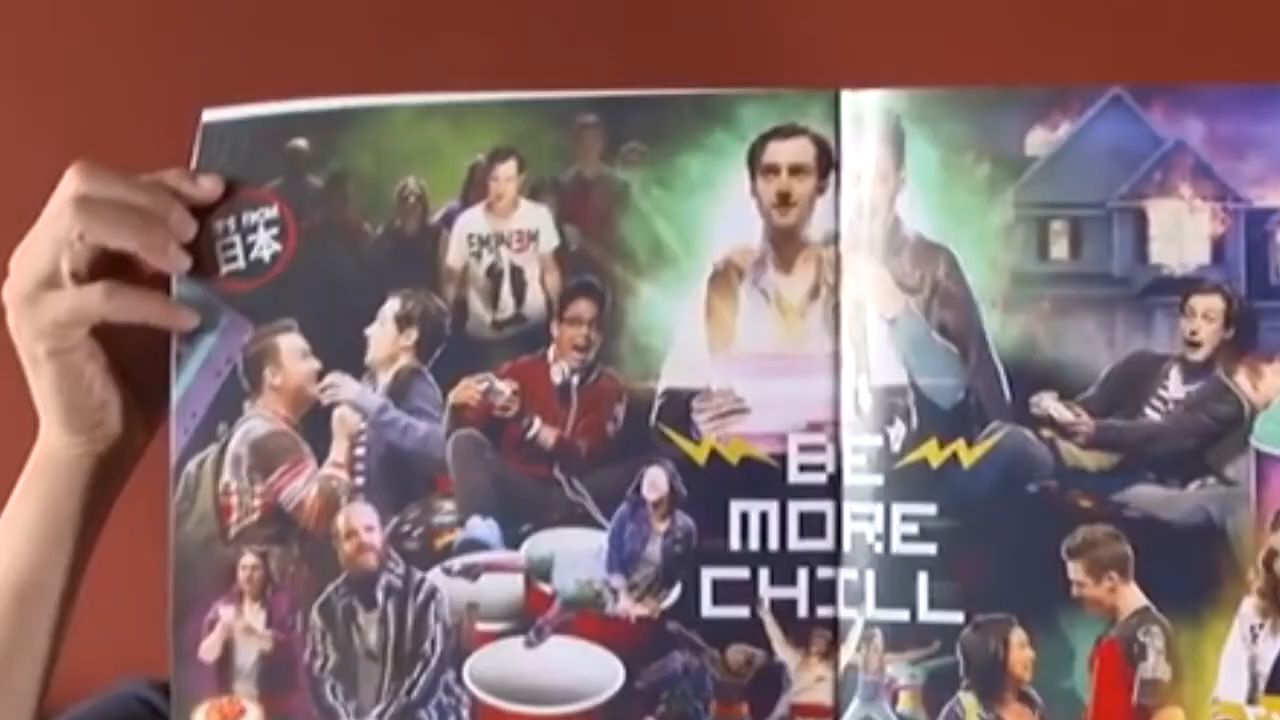 IT'S FROM
日本
EMINEM
BE
MORE
CHILL